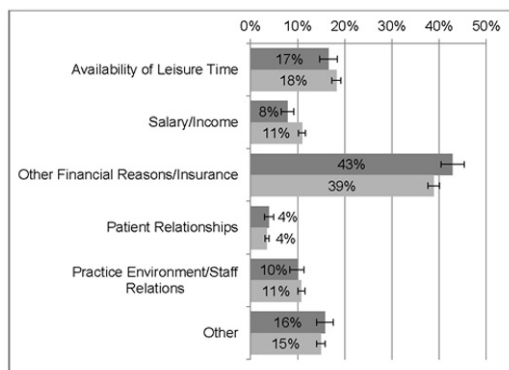 0% 10% 20% 30% 40% 50%
Availability of Leisure Time
17%
18%
Salary/Income
8%
11%
Other Financial Reasons/Insurance
43%
39%
Patient Relationships
4%
4%
Practice Environment/Staff
Relations
10%
11%
Other
16%
15%